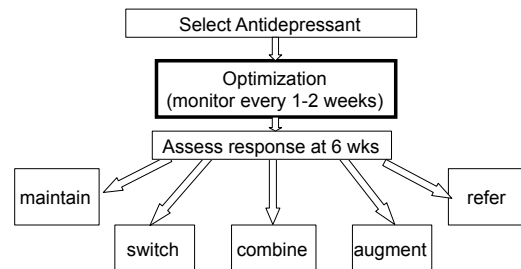 Select Antidepressant
Optimization
(monitor every 1-2 weeks)
Assess response at 6 wks
maintain
refer
switch
combine
augment